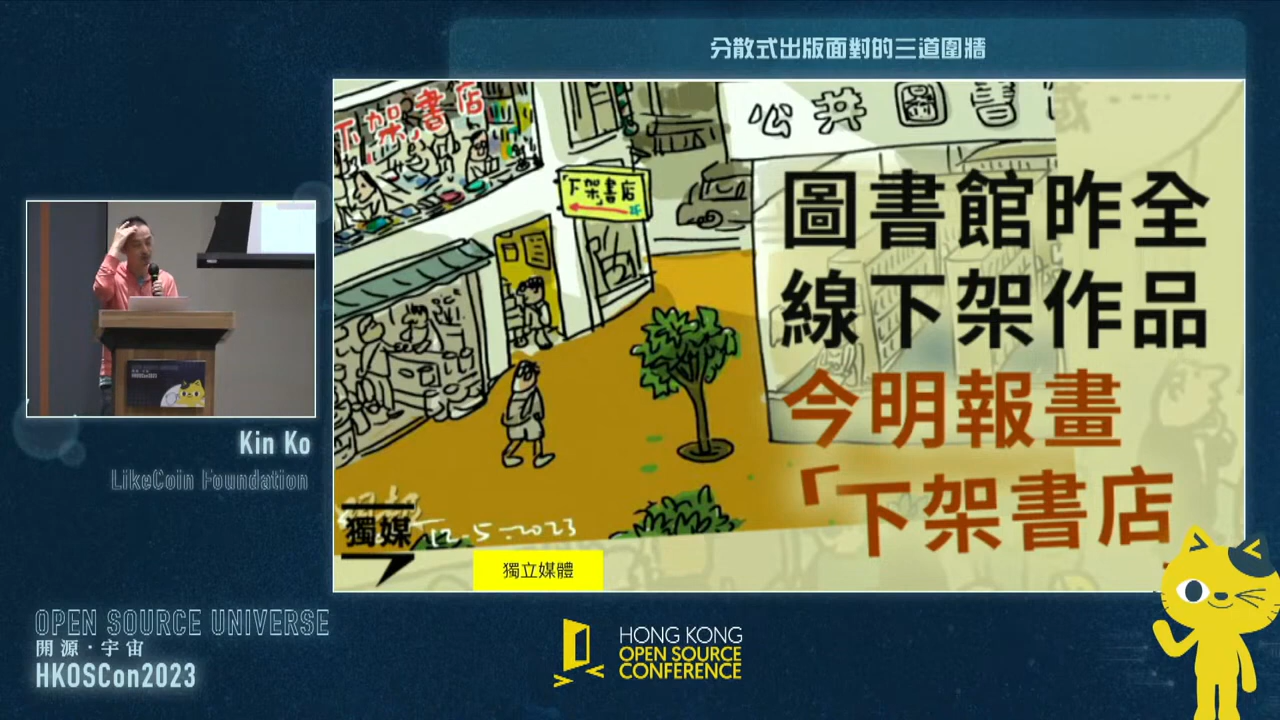 分散式出版面對的三道圍牆
下架書店
公共圖書
下架書店
圖書館昨全
線下架作品
今明報畫
「下架書店
獨媒
12-5-2023
獨立媒體
HKOSCon2023
Kin Ko
LikeCoin Foundation
OPEN SOURCE UNIVERSE
開源·宇宙
HKOSCon2023
HONG KONG
OPEN SOURCE
CONFERENCE